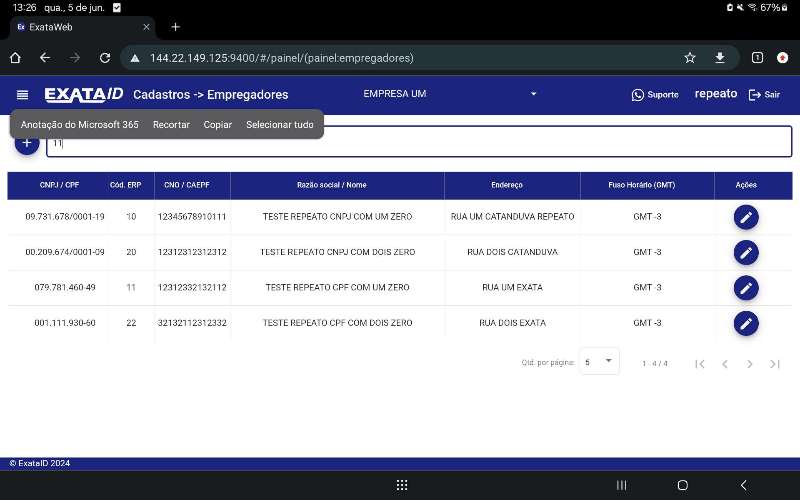 13:26 qua., 5 de jun. 67%
Ex ExataWeb
144.22.149.125:9400/#/painel/(painel:empregadores) 1
EXATA ID Cadastros -> Empregadores EMPRESA UM Suporte repeato Sair
Anotação do Microsoft 365 Recortar Copiar Selecionar tudo
11
CNPJ / CPF Cód. ERP CNO / CAEPF Razão social / Nome Endereço Fuso Horário (GMT) Ações
09.731.678/0001-19 10 12345678910111 TESTE REPEATO CNPJ COM UM ZERO RUA UM CATANDUVA REPEATO GMT -3
00.209.674/0001-09 20 12312312312312 TESTE REPEATO CNPJ COM DOIS ZERO RUA DOIS CATANDUVA GMT -3
079.781.460-49 11 12312332132112 TESTE REPEATO CPF COM UM ZERO RUA UM EXATA GMT -3
001.111.930-60 22 32132112312332 TESTE REPEATO CPF COM DOIS ZERO RUA DOIS EXATA GMT -3
Qtd. por página: 5 1 - 4 / 4
© ExataID 2024